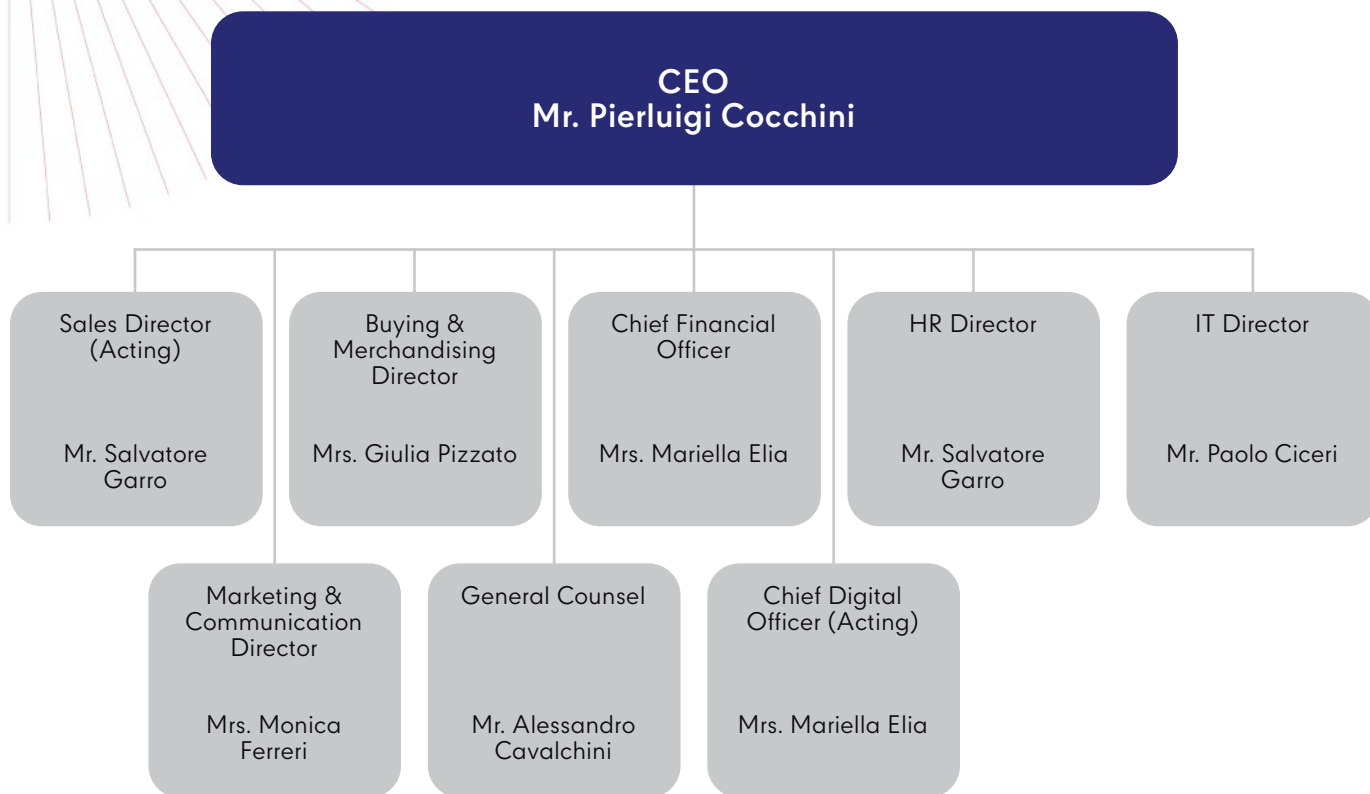 CEO
Mr. Pierluigi Cocchini
Sales Director
(Acting)
Mr. Salvatore
Garro
Buying &
Merchandising
Director
Mrs. Giulia Pizzato
Chief Financial
Officer
Mrs. Mariella Elia
HR Director
Mr. Salvatore
Garro
IT Director
Mr. Paolo Ciceri
Marketing &
Communication
Director
Mrs. Monica
Ferreri
General Counsel
Mr. Alessandro
Cavalchini
Chief Digital
Officer (Acting)
Mrs. Mariella Elia